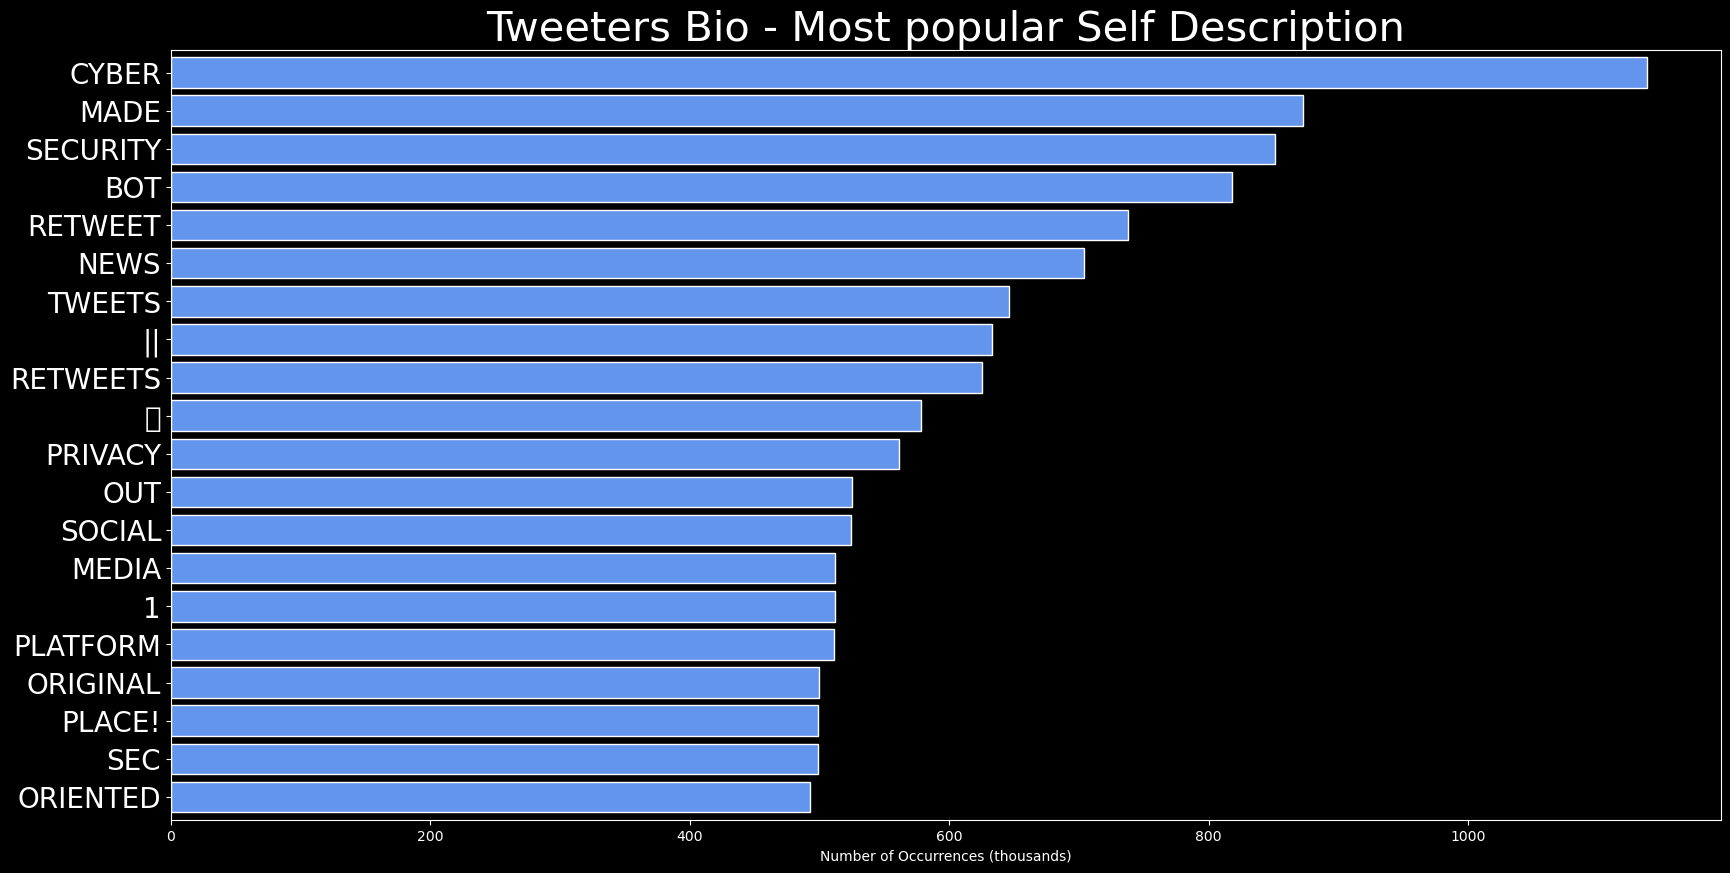 Tweeters Bio - Most popular Self Description
CYBER
MADE
SECURITY
BOT
RETWEET
NEWS
TWEETS
||
RETWEETS
PRIVACY
OUT
SOCIAL
MEDIA
1
PLATFORM
ORIGINAL
PLACE!
SEC
ORIENTED
0 200 400 600 800 1000
Number of Occurrences (thousands)